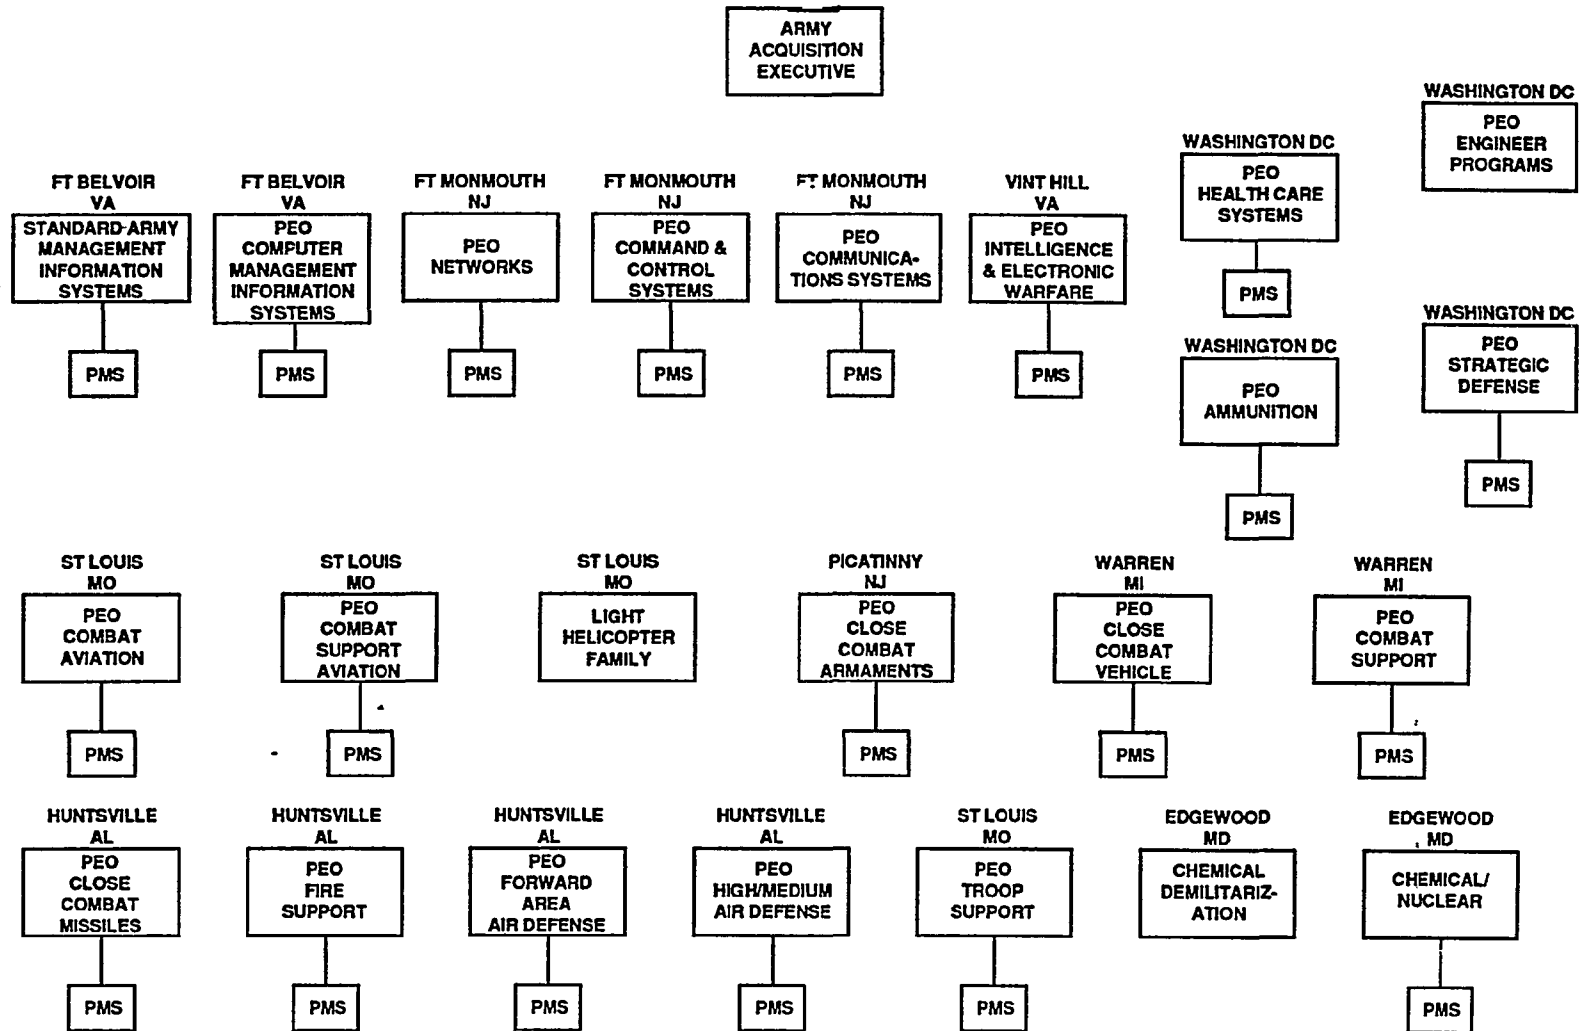 ARMY
ACQUISITION
EXECUTIVE
WASHINGTON DC
PEO
ENGINEER
PROGRAMS
WASHINGTON DC
PEO
HEALTH CARE
SYSTEMS
PMS
FT BELVOIR
VA
STANDARD-ARMY
MANAGEMENT
INFORMATION
SYSTEMS
PMS
FT BELVOIR
VA
PEO
COMPUTER
MANAGEMENT
INFORMATION
SYSTEMS
PMS
FT MONMOUTH
NJ
PEO
NETWORKS
PMS
FT MONMOUTH
NJ
PEO
COMMAND &
CONTROL
SYSTEMS
PMS
FT MONMOUTH
NJ
PEO
COMMUNICA-
TIONS SYSTEMS
PMS
VINT HILL
VA
PEO
INTELLIGENCE
& ELECTRONIC
WARFARE
PMS
WASHINGTON DC
PEO
AMMUNITION
PMS
WASHINGTON DC
PEO
STRATEGIC
DEFENSE
PMS
ST LOUIS
MO
PEO
COMBAT
AVIATION
PMS
ST LOUIS
MO
PEO
COMBAT
SUPPORT
AVIATION
PMS
ST LOUIS
MO
LIGHT
HELICOPTER
FAMILY
PICATINNY
NJ
PEO
CLOSE
COMBAT
ARMAMENTS
PMS
WARREN
MI
PEO
CLOSE
COMBAT
VEHICLE
PMS
WARREN
MI
PEO
COMBAT
SUPPORT
PMS
HUNTSVILLE
AL
PEO
CLOSE
COMBAT
MISSILES
PMS
HUNTSVILLE
AL
PEO
FIRE
SUPPORT
PMS
HUNTSVILLE
AL
PEO
FORWARD
AREA
AIR DEFENSE
PMS
HUNTSVILLE
AL
PEO
HIGH/MEDIUM
AIR DEFENSE
PMS
ST LOUIS
MO
PEO
TROOP
SUPPORT
PMS
EDGEWOOD
MD
CHEMICAL
DEMILITARIZ-
ATION
EDGEWOOD
MD
CHEMICAL/
NUCLEAR
PMS